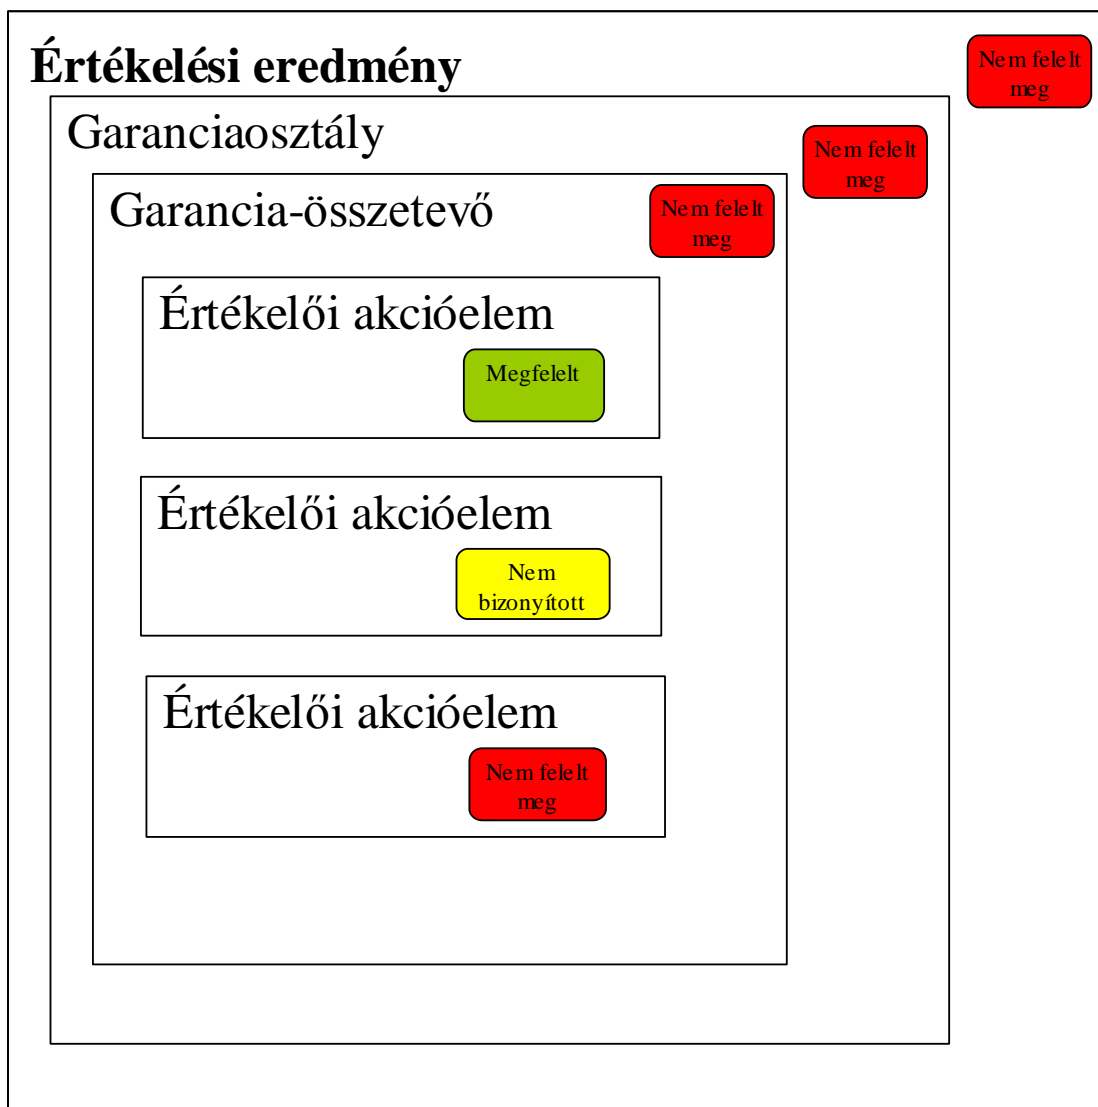 Értékelési eredmény
Nem felelt
meg
Garanciaosztály
Nem felelt
meg
Garancia-összetevő
Nem felelt
meg
Értékelői akcióelem
Megfelelt
Értékelői akcióelem
Nem
bizonyított
Értékelői akcióelem
Nem felelt
meg